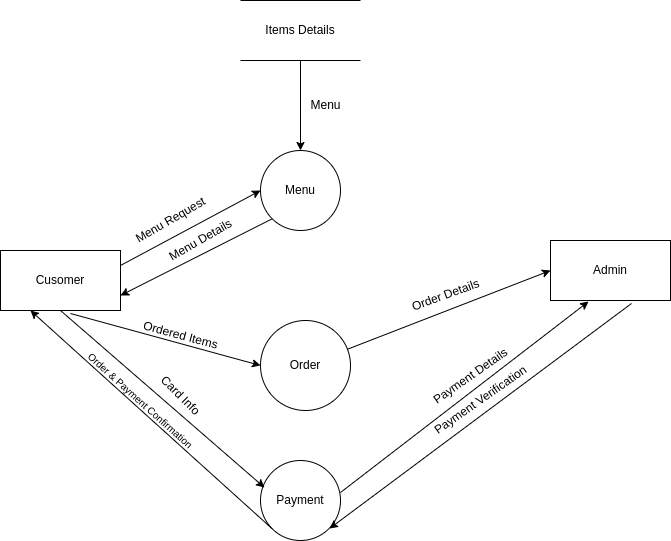 Items Details
Menu
Menu
Menu Request
Menu Details
Cusomer
Admin
Order Details
Ordered Items
Order
Order & Payment Confirmation
Card Info
Payment Details
Payment Verification
Payment